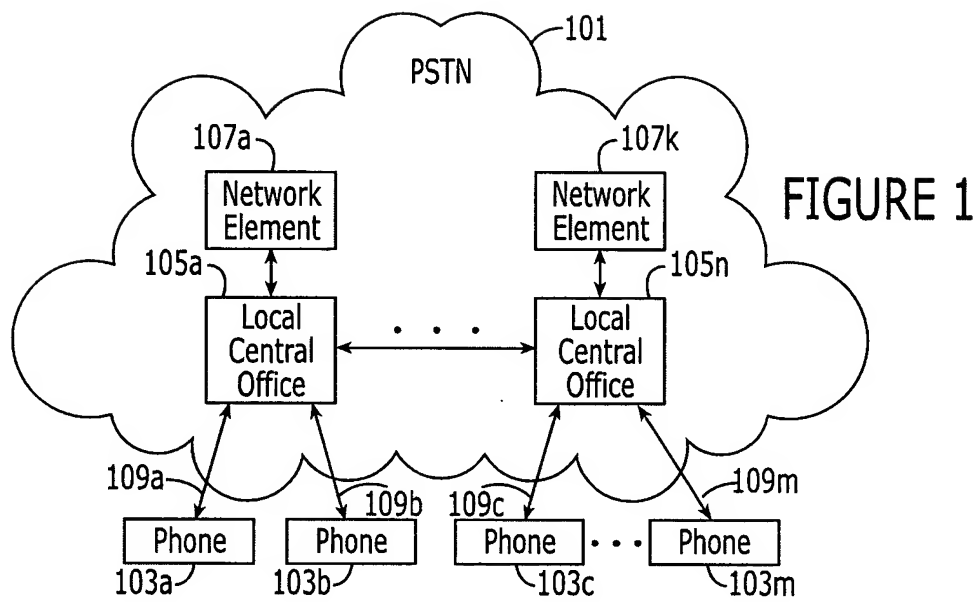 101
PSTN
107a
107k
Network
Element
Network
Element
FIGURE 1
105a
105n
Local
Central
Office
Local
Central
Office
109a
109b
109c
109m
Phone
Phone
Phone
Phone
103a
103b
103c
103m